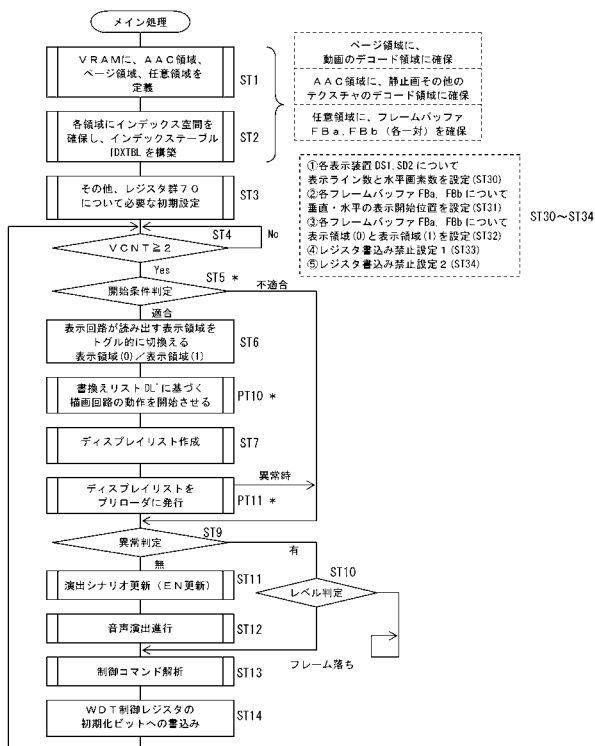 メイン処理
VRAMに、AAC領域、
ページ領域、任意領域を
定義
ST1
各領域にインデックス空間を
確保し、インデックステーブル
IDXTBLを構築
ST2
その他、レジスタ群70
について必要な初期設定
ST3
ページ領域に、
動画のデコード領域に確保
AAC領域に、静止画その他の
テクスチャのデコード領域に確保
任意領域に、フレームバッファ
FBa,FBb(各一対)を確保
①各表示装置DS1,SD2について
表示ライン数と水平画素数を設定(ST30)
②各フレームバッファFBa、FBbについて
垂直・水平の表示開始位置を設定(ST31)
③各フレームバッファFBa、FBbについて
表示領域(0)と表示領域(1)を設定(ST32)
④レジスタ書込み禁止設定1(ST33)
⑤レジスタ書込み禁止設定2(ST34)
ST30~ST34
ST4
VCNT≧2
No
Yes
ST5 *
開始条件判定
不適合
適合
表示回路が読み出す表示領域を
トグル的に切換える
表示領域(0)/表示領域(1)
ST6
書換えリストDL'に基づく
描画回路の動作を開始させる
PT10 *
ディスプレイリスト作成
ST7
ディスプレイリストを
プリローダに発行
異常時
PT11 *
ST9
異常判定
有
無
ST10
レベル判定
演出シナリオ更新(EN更新)
ST11
音声演出進行
ST12
フレーム落ち
制御コマンド解析
ST13
WDT制御レジスタの
初期化ビットへの書込み
ST14